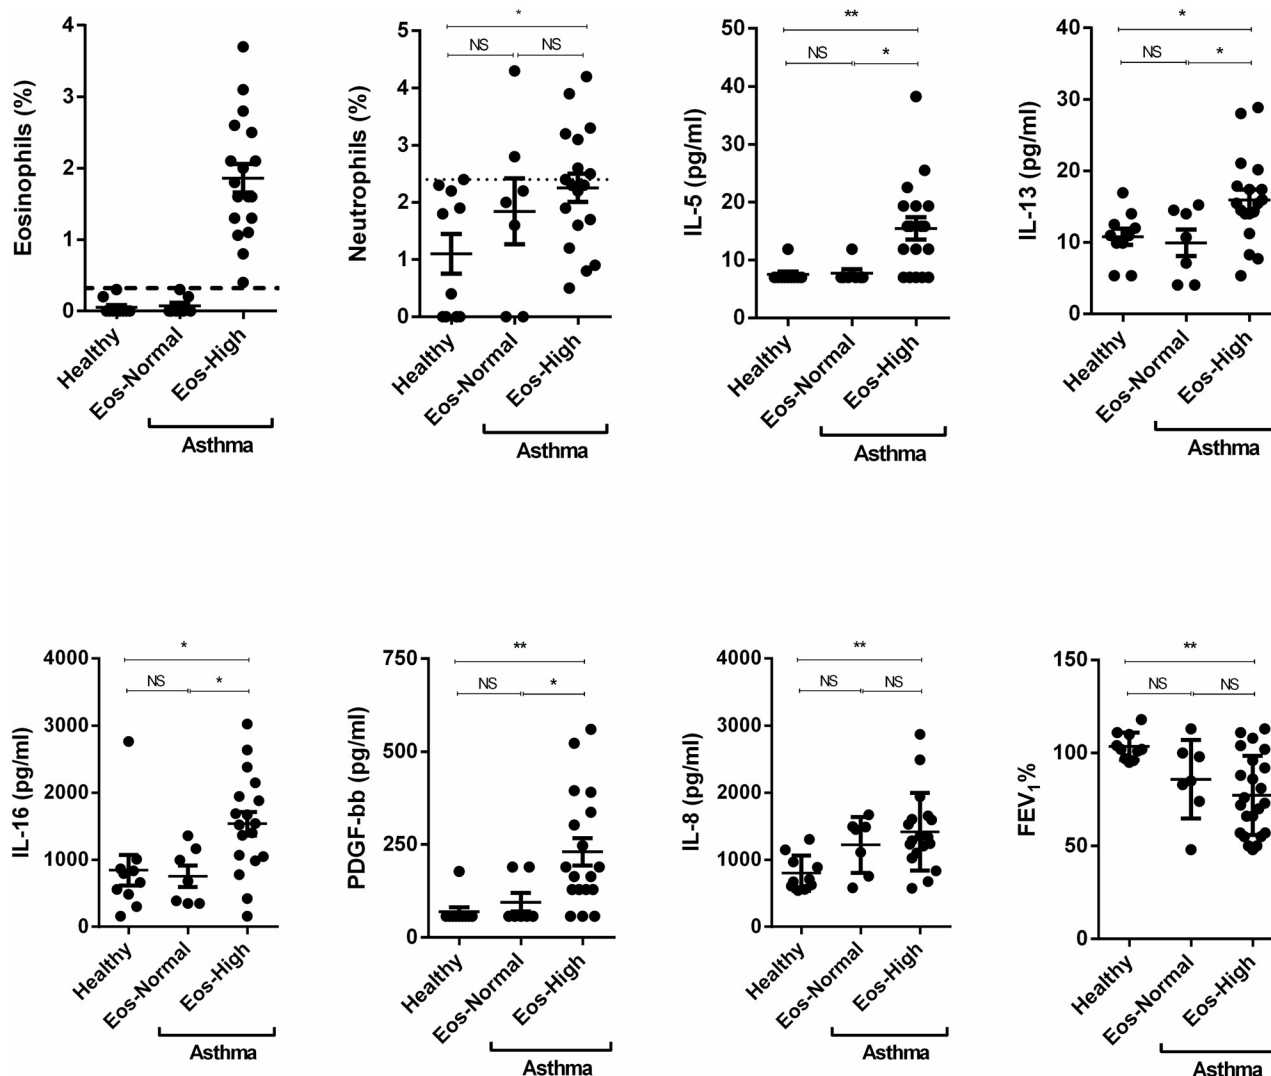 Eosinophils (%)
4
3
2
1
0
Healthy
Eos-Normal
Eos-High
Asthma
Neutrophils (%)
5
4
3
2
1
0
*
NS
NS
Healthy
Eos-Normal
Eos-High
Asthma
IL-5 (pg/ml)
50
40
30
20
10
0
**
NS
*
Healthy
Eos-Normal
Eos-High
Asthma
IL-13 (pg/ml)
40
30
20
10
0
*
NS
*
Healthy
Eos-Normal
Eos-High
Asthma
IL-16 (pg/ml)
4000
3000
2000
1000
0
*
NS
*
Healthy
Eos-Normal
Eos-High
Asthma
PDGF-bb (pg/ml)
750
500
250
0
**
NS
*
Healthy
Eos-Normal
Eos-High
Asthma
IL-8 (pg/ml)
4000
3000
2000
1000
0
**
NS
NS
Healthy
Eos-Normal
Eos-High
Asthma
FEV₁%
150
100
50
0
**
NS
NS
Healthy
Eos-Normal
Eos-High
Asthma